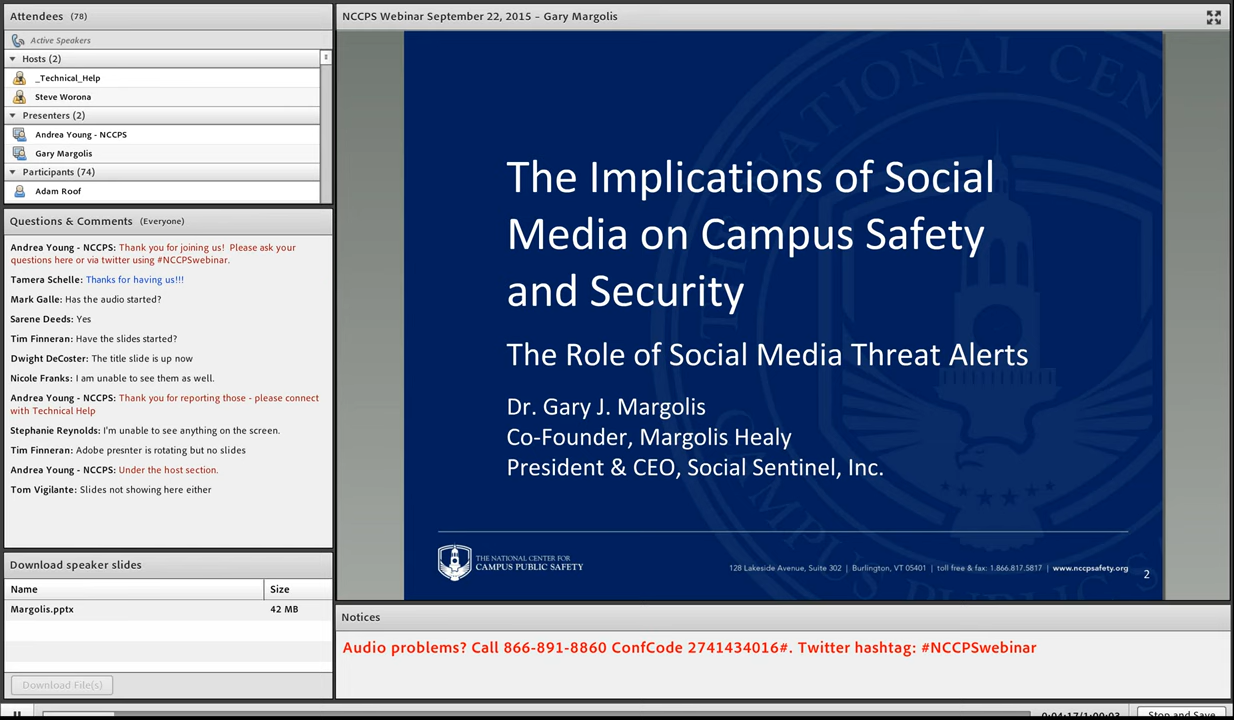 Attendees (78)
Active Speakers
Hosts (2)
_Technical_Help
Steve Worona
Presenters (2)
Andrea Young - NCCPS
Gary Margolis
Participants (74)
Adam Roof
Questions & Comments (Everyone)
Andrea Young - NCCPS: Thank you for joining us! Please ask your
questions here or via twitter using #NCCPSwebinar.
Tamera Schelle: Thanks for having us!!!
Mark Galle: Has the audio started?
Sarene Deeds: Yes
Tim Finneran: Have the slides started?
Dwight DeCoster: The title slide is up now
Nicole Franks: I am unable to see them as well.
Andrea Young - NCCPS: Thank you for reporting those - please connect
with Technical Help
Stephanie Reynolds: I'm unable to see anything on the screen.
Tim Finneran: Adobe presnter is rotating but no slides
Andrea Young - NCCPS: Under the host section.
Tom Vigilante: Slides not showing here either
Download speaker slides
Name Size
Margolis.pptx 42 MB
Download File(s)
NCCPS Webinar September 22, 2015 - Gary Margolis
The Implications of Social
Media on Campus Safety
and Security
The Role of Social Media Threat Alerts
Dr. Gary J. Margolis
Co-Founder, Margolis Healy
President & CEO, Social Sentinel, Inc.
THE NATIONAL CENTER FOR
CAMPUS PUBLIC SAFETY
128 Lakeside Avenue, Suite 302 | Burlington, VT 05401 | toll free & fax: 1.866.817.5817 | www.nccpsafety.org
2
Notices
Audio problems? Call 866-891-8860 ConfCode 2741434016#. Twitter hashtag: #NCCPSwebinar
0:04:17/1:00:03
Stop and Save